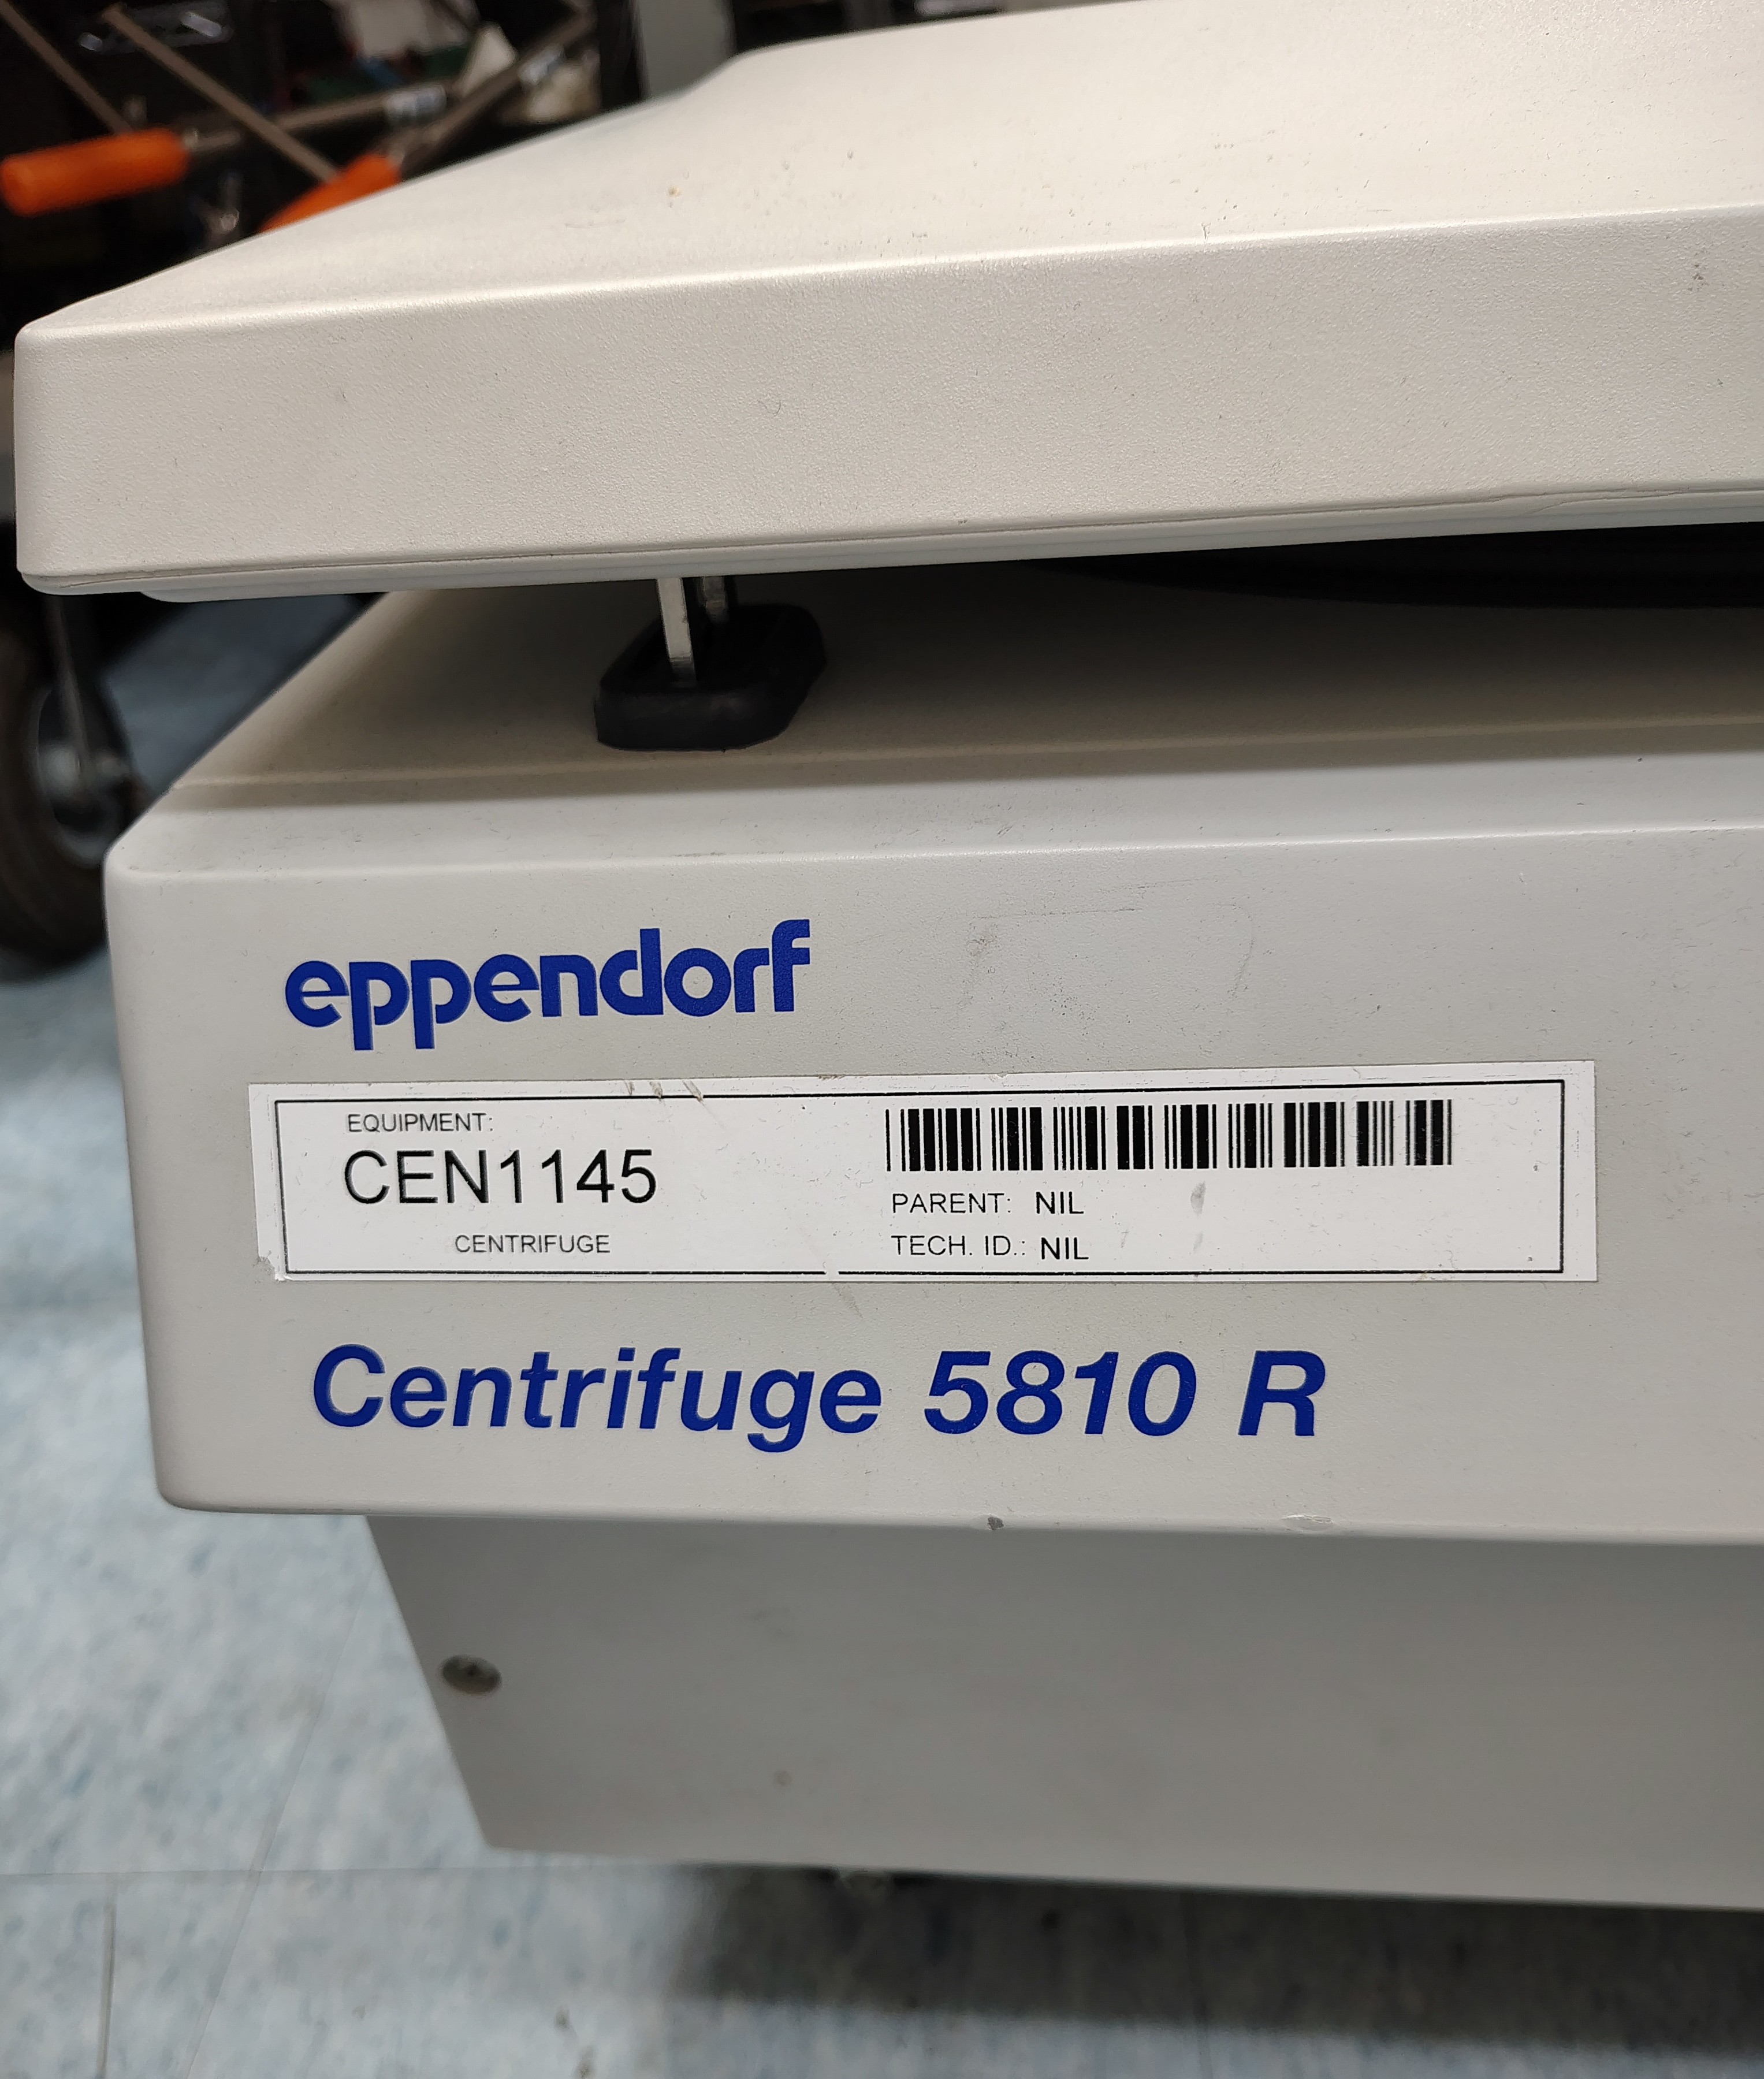 eppendorf
EQUIPMENT:
CEN1145
CENTRIFUGE
PARENT: NIL
TECH. ID.: NIL
Centrifuge 5810 R